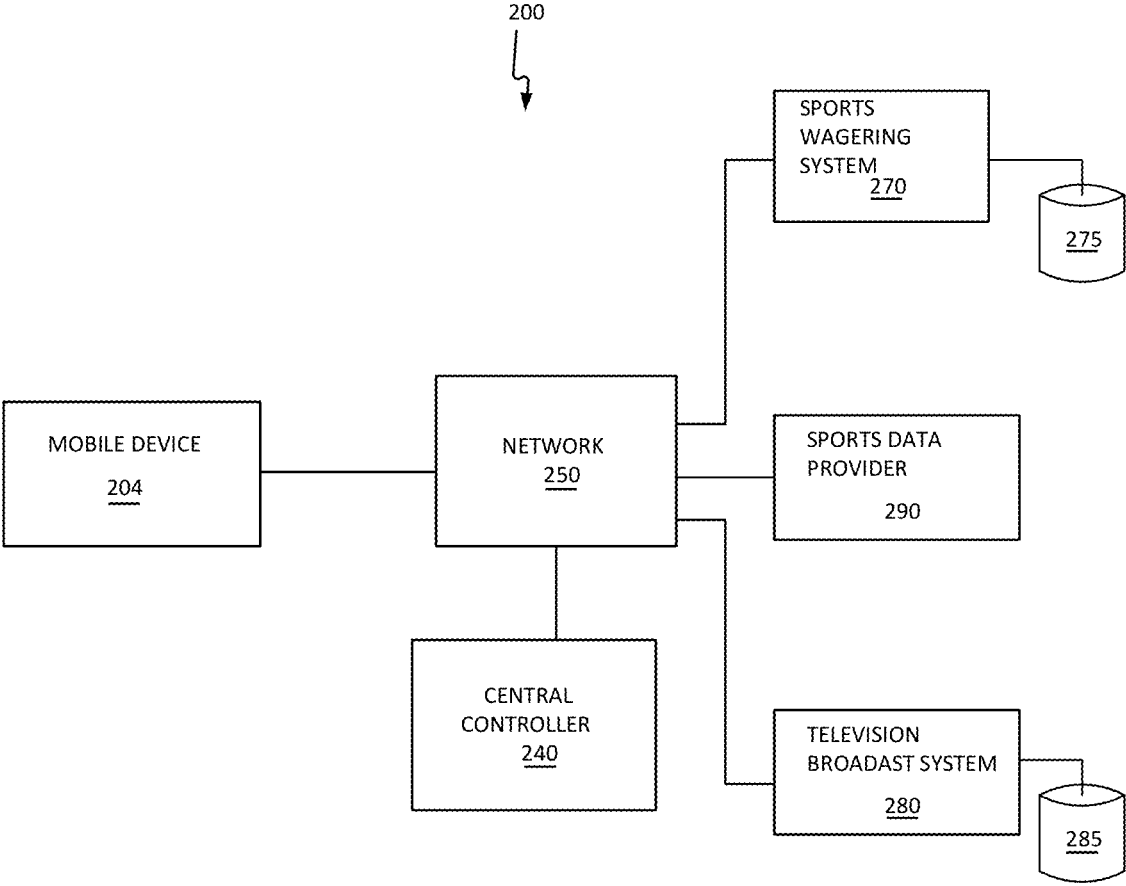 200
SPORTS
WAGERING
SYSTEM
270
275
MOBILE DEVICE
204
NETWORK
250
SPORTS DATA
PROVIDER
290
CENTRAL
CONTROLLER
240
TELEVISION
BROADAST SYSTEM
280
285